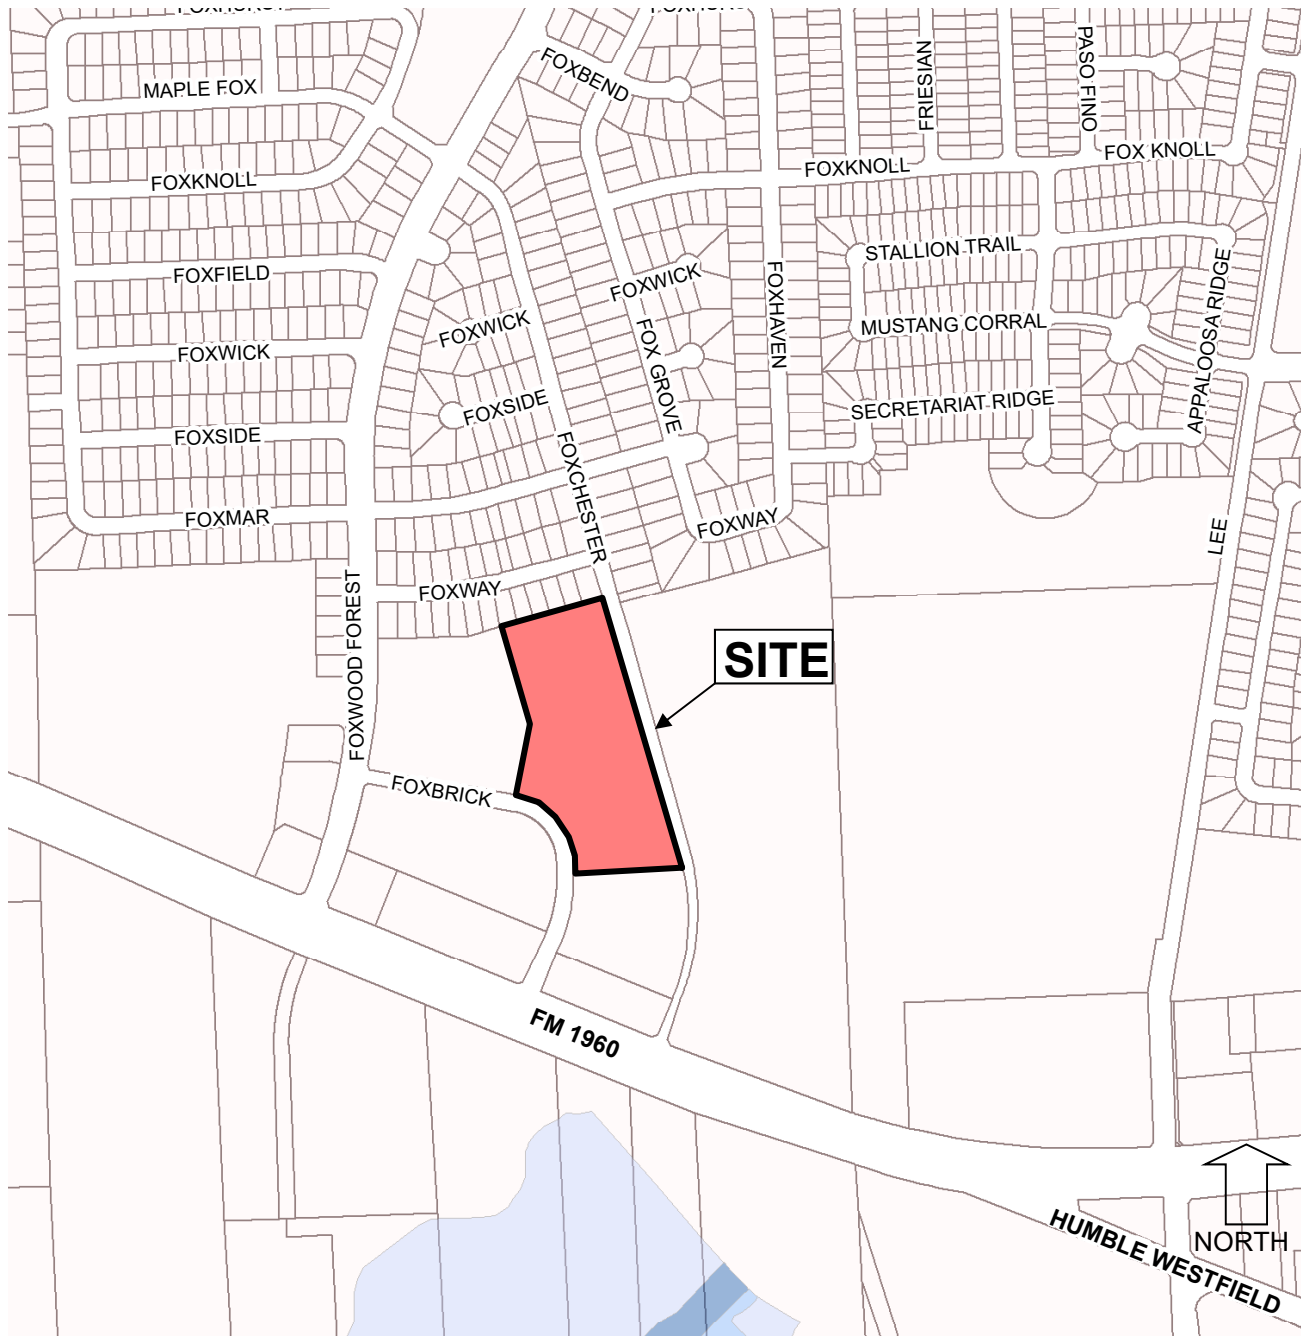 FOXHURST
FOXHURST
FOXBEND
MAPLE FOX
FRIESIAN
PASO FINO
FOXKNOLL
FOXKNOLL
FOX KNOLL
FOXFIELD
STALLION TRAIL
FOXWICK
FOXHAVEN
APPALOOSA RIDGE
FOXWICK
FOXWICK
FOX GROVE
MUSTANG CORRAL
FOXSIDE
FOXSIDE
SECRETARIAT RIDGE
FOXCHESTER
FOXMAR
FOXWAY
LEE
FOXWAY
FOXWOOD FOREST
SITE
FOXBRICK
FM 1960
HUMBLE WESTFIELD
NORTH